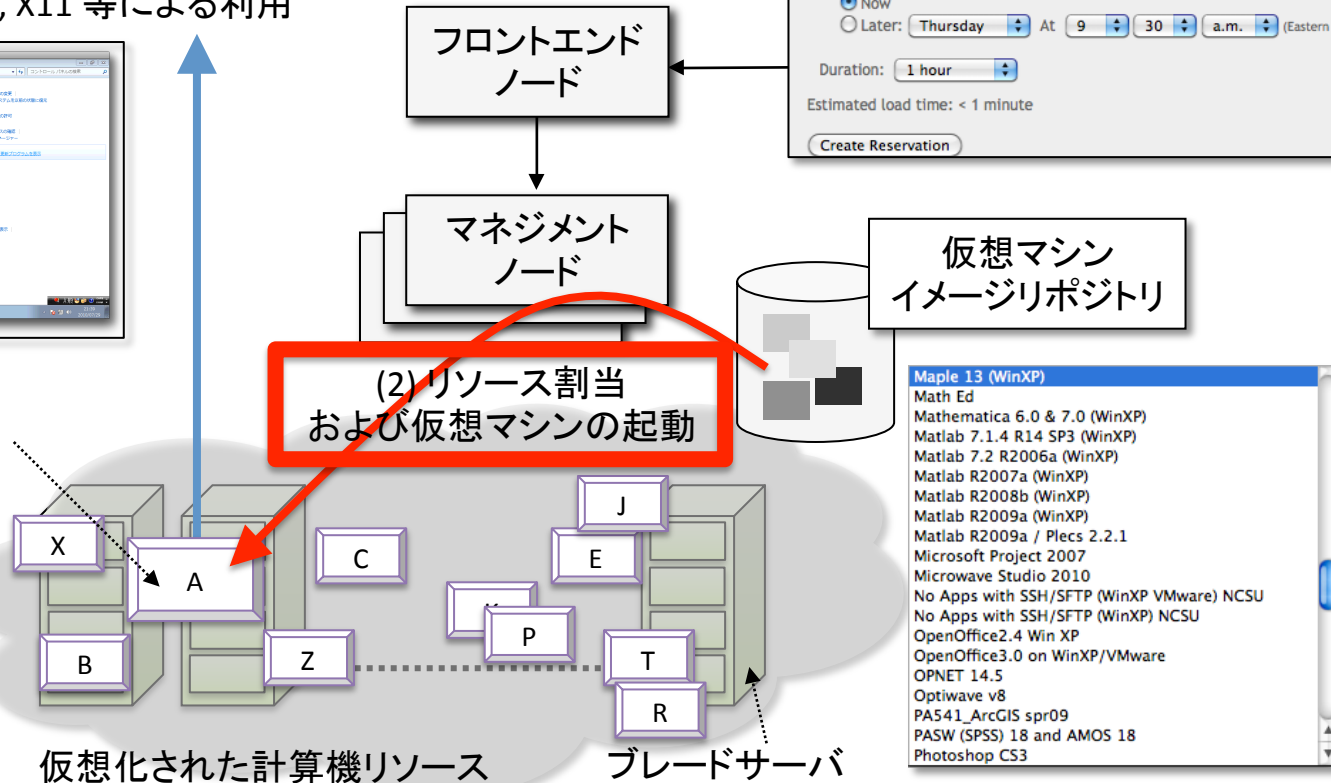 , X11 等による利用
Now
Later: Thursday At 9 30 a.m. (Eastern
Duration: 1 hour
Estimated load time: < 1 minute
Create Reservation
フロントエンド
ノード
マネジメント
ノード
仮想マシン
イメージリポジトリ
(2) リソース割当
および仮想マシンの起動
Maple 13 (WinXP)
Math Ed
Mathematica 6.0 & 7.0 (WinXP)
Matlab 7.1.4 R14 SP3 (WinXP)
Matlab 7.2 R2006a (WinXP)
Matlab R2007a (WinXP)
Matlab R2008b (WinXP)
Matlab R2009a (WinXP)
Matlab R2009a / Plecs 2.2.1
Microsoft Project 2007
Microwave Studio 2010
No Apps with SSH/SFTP (WinXP VMware) NCSU
No Apps with SSH/SFTP (WinXP) NCSU
OpenOffice2.4 Win XP
OpenOffice3.0 on WinXP/VMware
OPNET 14.5
Optiwave v8
PA541_ArcGIS spr09
PASW (SPSS) 18 and AMOS 18
Photoshop CS3
X
A
B
Z
C
J
E
P
T
R
仮想化された計算機リソース
ブレードサーバ